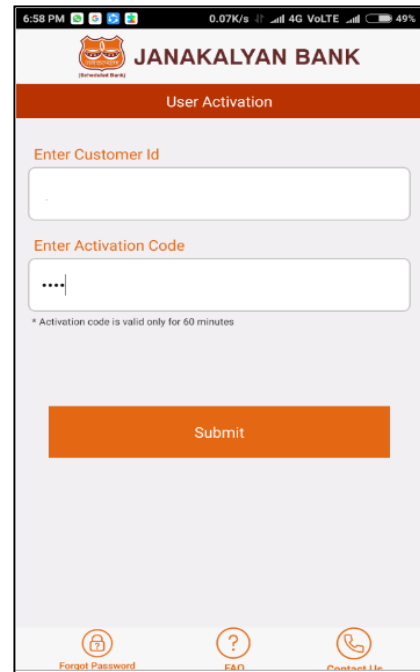 6:58 PM 0.07K/s 4G VoLTE 49%
JANAKALYAN BANK
(Scheduled Bank)
User Activation
Enter Customer Id
Enter Activation Code
••••
* Activation code is valid only for 60 minutes
Submit
Forgot Password FAQ Contact Us